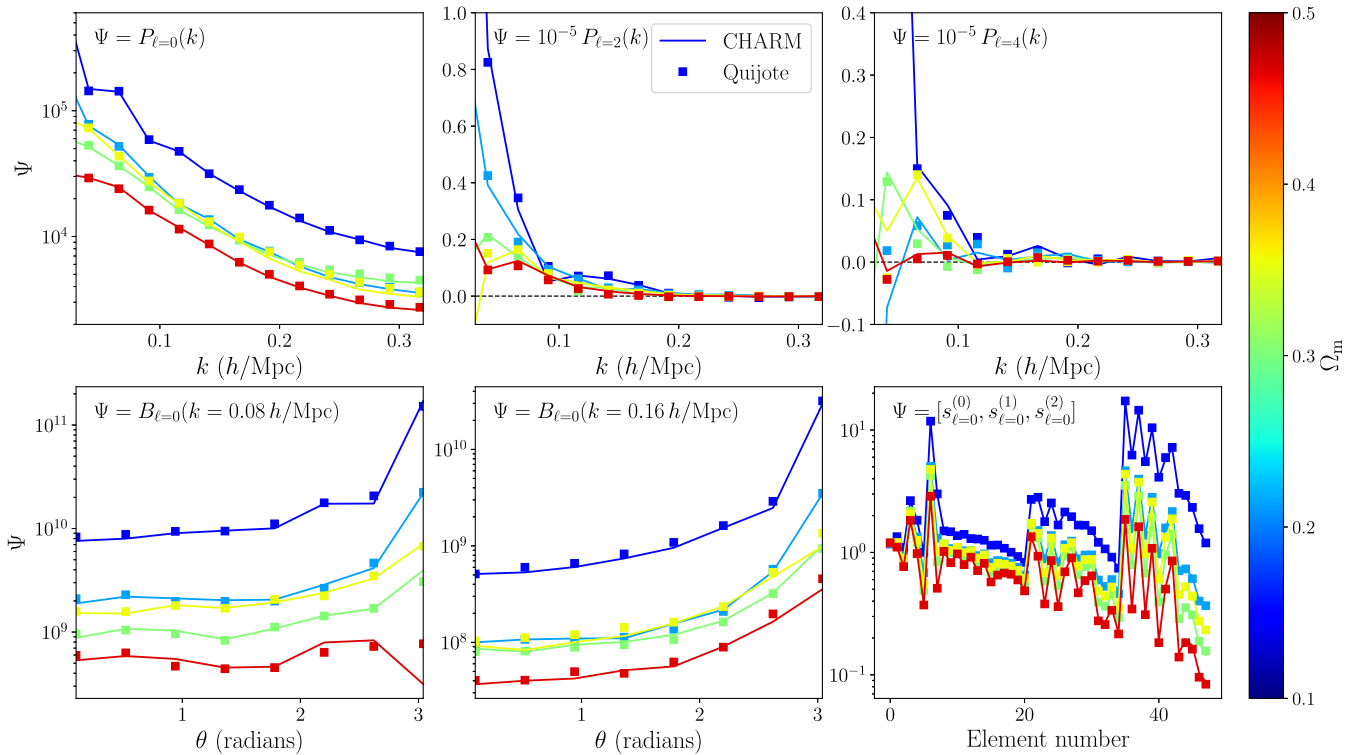 Ψ = P_{ℓ=0}(k)
10^5
10^4
Ψ
0.1 0.2 0.3
k (h/Mpc)
Ψ = 10^{-5} P_{ℓ=2}(k)
CHARM
Quijote
1.0
0.8
0.6
0.4
0.2
0.0
0.1 0.2 0.3
k (h/Mpc)
Ψ = 10^{-5} P_{ℓ=4}(k)
0.4
0.3
0.2
0.1
0.0
−0.1
0.1 0.2 0.3
k (h/Mpc)
Ψ = B_{ℓ=0}(k = 0.08 h/Mpc)
10^{11}
10^{10}
10^9
Ψ
1 2 3
θ (radians)
Ψ = B_{ℓ=0}(k = 0.16 h/Mpc)
10^{10}
10^9
10^8
1 2 3
θ (radians)
Ψ = [s^{(0)}_{ℓ=0}, s^{(1)}_{ℓ=0}, s^{(2)}_{ℓ=0}]
10^1
10^0
10^{-1}
0 20 40
Element number
0.5
0.4
0.3
0.2
0.1
Ω_m